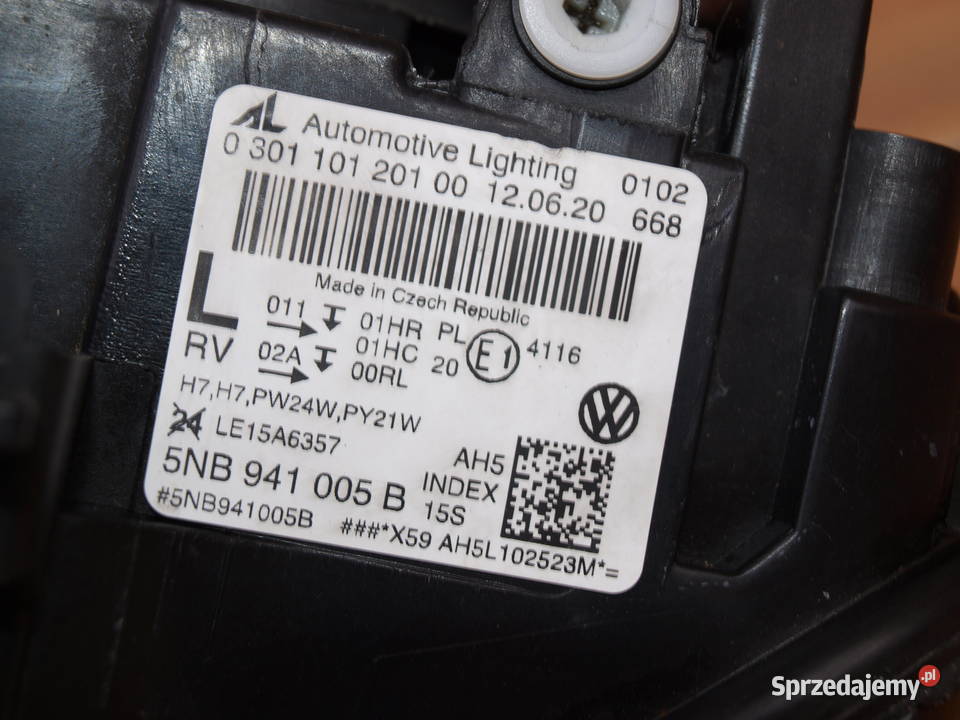 AL Automotive Lighting
0 301 101 201 00 12.06.20
0102
668
Made in Czech Republic
L
011 01HR PL E1 4116
01HC 20
RV 02A 00RL
H7,H7,PW24W,PY21W
24 LE15A6357
5NB 941 005 B
AH5
INDEX
15S
#5NB941005B ###*X59 AH5L102523M*=
Sprzedajemy.pl